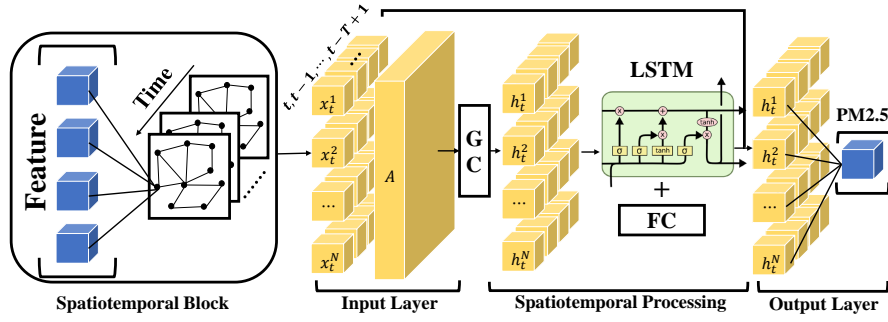 Feature
Time
Spatiotemporal Block
t, t − 1, ⋯, t − T + 1
...
x_t^1
x_t^2
...
x_t^N
A
Input Layer
GC
h_t^1
h_t^2
...
h_t^N
LSTM
× + tanh
× ×
σ σ tanh σ
+
FC
Spatiotemporal Processing
h_t^1
h_t^2
...
h_t^N
PM2.5
Output Layer